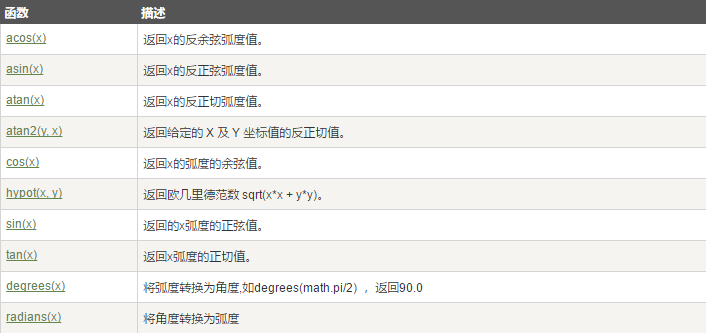 函数 描述
acos(x) 返回x的反余弦弧度值。
asin(x) 返回x的反正弦弧度值。
atan(x) 返回x的反正切弧度值。
atan2(y, x) 返回给定的 X 及 Y 坐标值的反正切值。
cos(x) 返回x的弧度的余弦值。
hypot(x, y) 返回欧几里德范数 sqrt(x*x + y*y)。
sin(x) 返回的x弧度的正弦值。
tan(x) 返回x弧度的正切值。
degrees(x) 将弧度转换为角度,如degrees(math.pi/2) ， 返回90.0
radians(x) 将角度转换为弧度